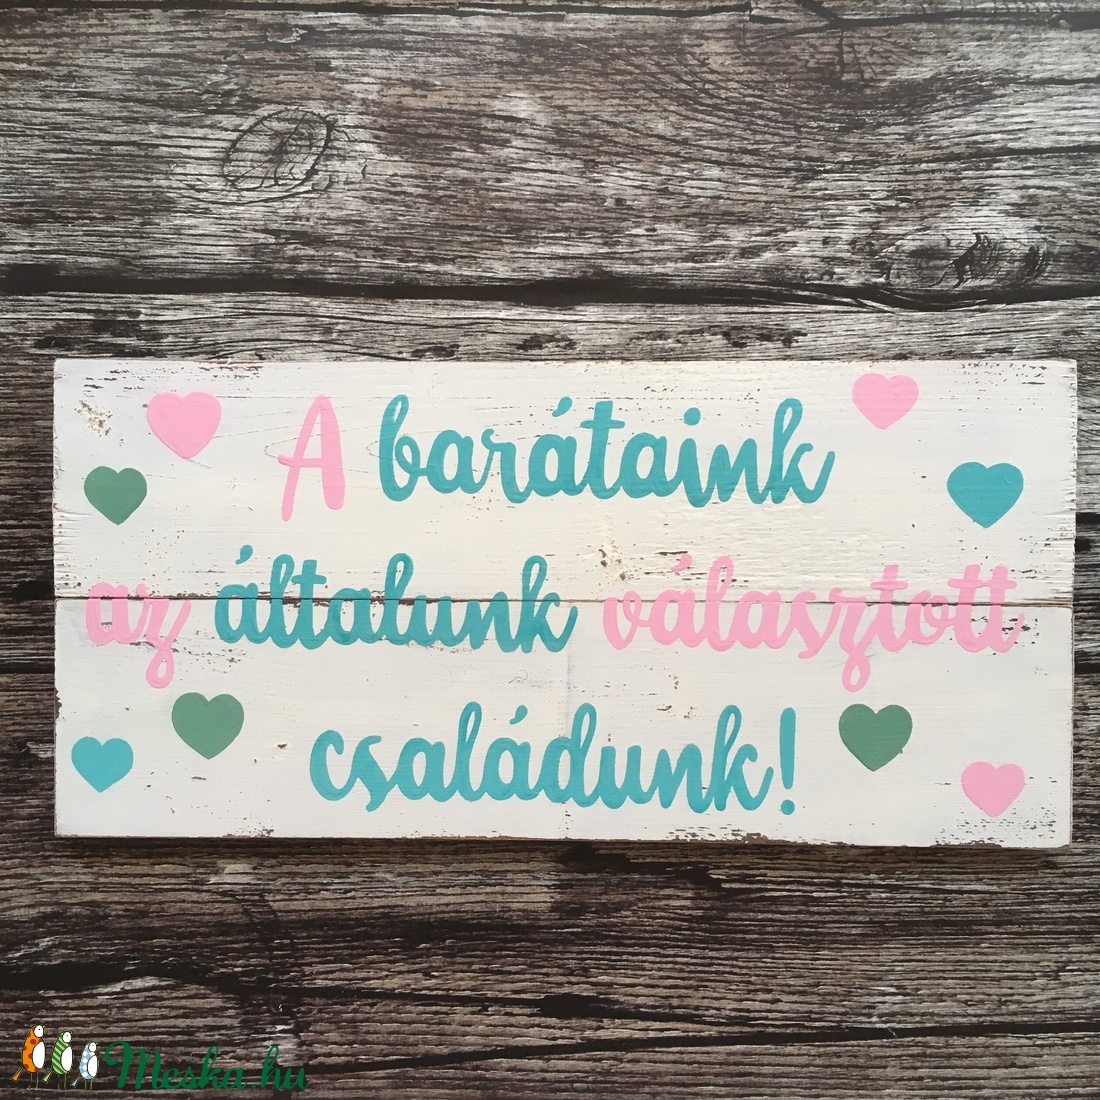 A barátaink
az általunk választott
családunk!
Meska.hu